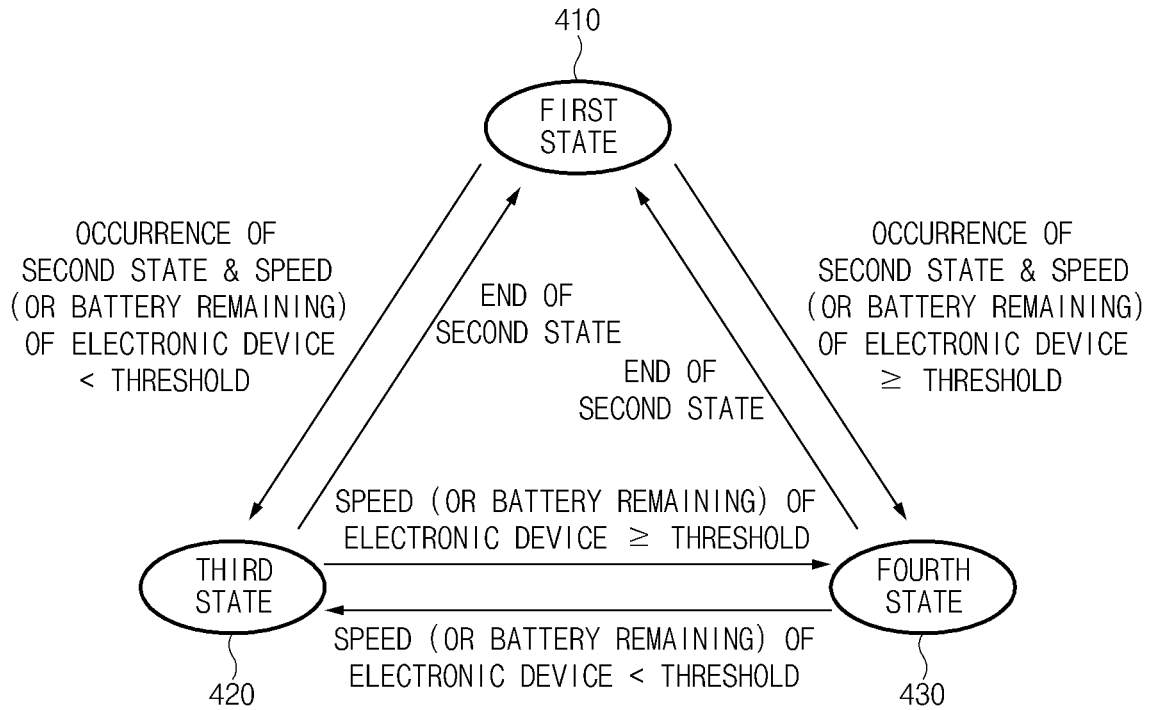 410
FIRST
STATE
OCCURRENCE OF
SECOND STATE & SPEED
(OR BATTERY REMAINING)
OF ELECTRONIC DEVICE
< THRESHOLD
END OF
SECOND STATE
END OF
SECOND STATE
OCCURRENCE OF
SECOND STATE & SPEED
(OR BATTERY REMAINING)
OF ELECTRONIC DEVICE
≥ THRESHOLD
SPEED (OR BATTERY REMAINING) OF
ELECTRONIC DEVICE ≥ THRESHOLD
THIRD
STATE
FOURTH
STATE
SPEED (OR BATTERY REMAINING) OF
ELECTRONIC DEVICE < THRESHOLD
420
430